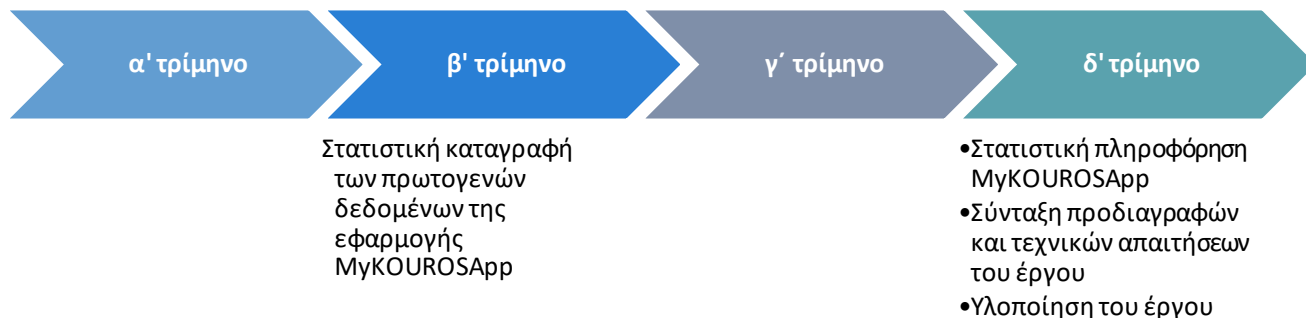 α' τρίμηνο
β' τρίμηνο
γ΄ τρίμηνο
δ' τρίμηνο
Στατιστική καταγραφή
των πρωτογενών
δεδομένων της
εφαρμογής
MyKOUROSApp
•Στατιστική πληροφόρηση
MyKOUROSApp
•Σύνταξη προδιαγραφών
και τεχνικών απαιτήσεων
του έργου
•Υλοποίηση του έργου